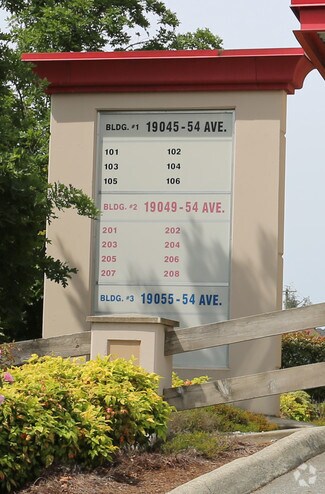 BLDG. #1 19045-54 AVE.
101 102
103 104
105 106
BLDG. #2 19049-54 AVE.
201 202
203 204
205 206
207 208
BLDG. #3 19055-54 AVE.